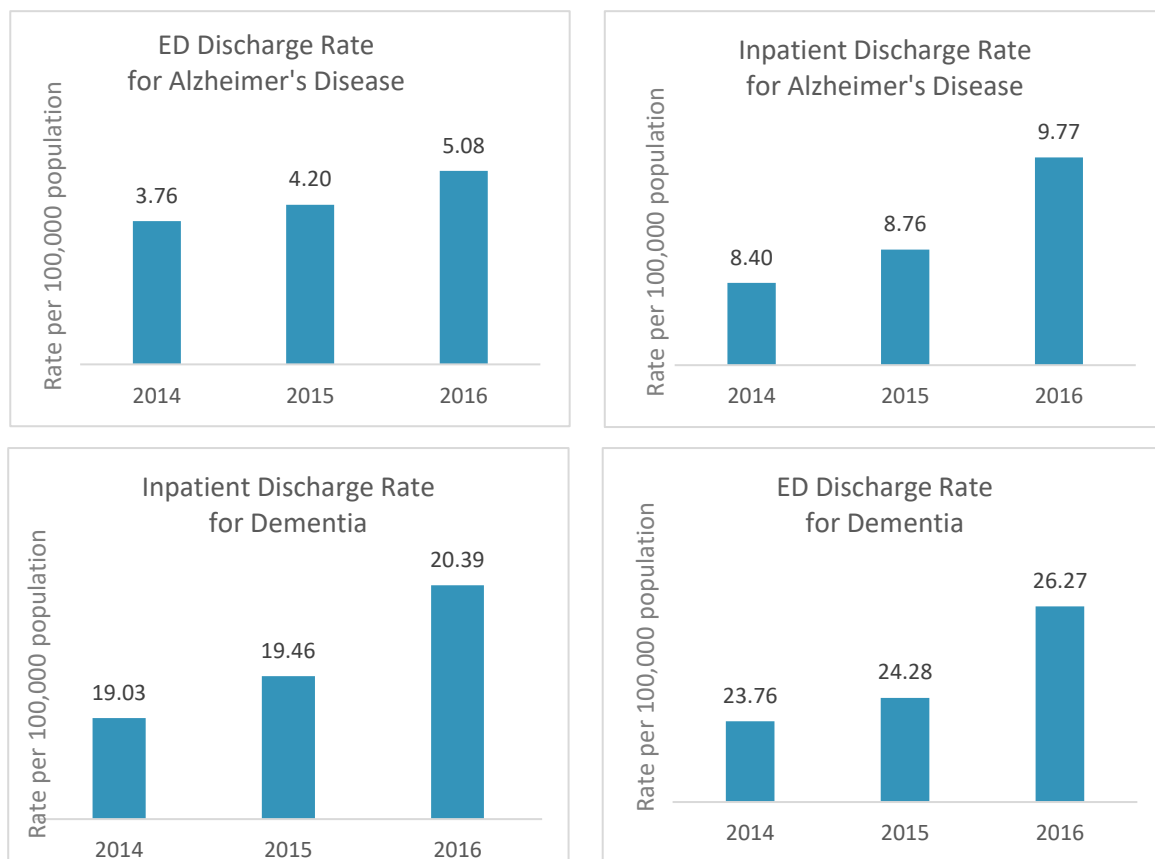 ED Discharge Rate
for Alzheimer's Disease
Rate per 100,000 population
3.76
4.20
5.08
2014
2015
2016
Inpatient Discharge Rate
for Alzheimer's Disease
Rate per 100,000 population
8.40
8.76
9.77
2014
2015
2016
Inpatient Discharge Rate
for Dementia
Rate per 100,000 population
19.03
19.46
20.39
2014
2015
2016
ED Discharge Rate
for Dementia
Rate per 100,000 population
23.76
24.28
26.27
2014
2015
2016